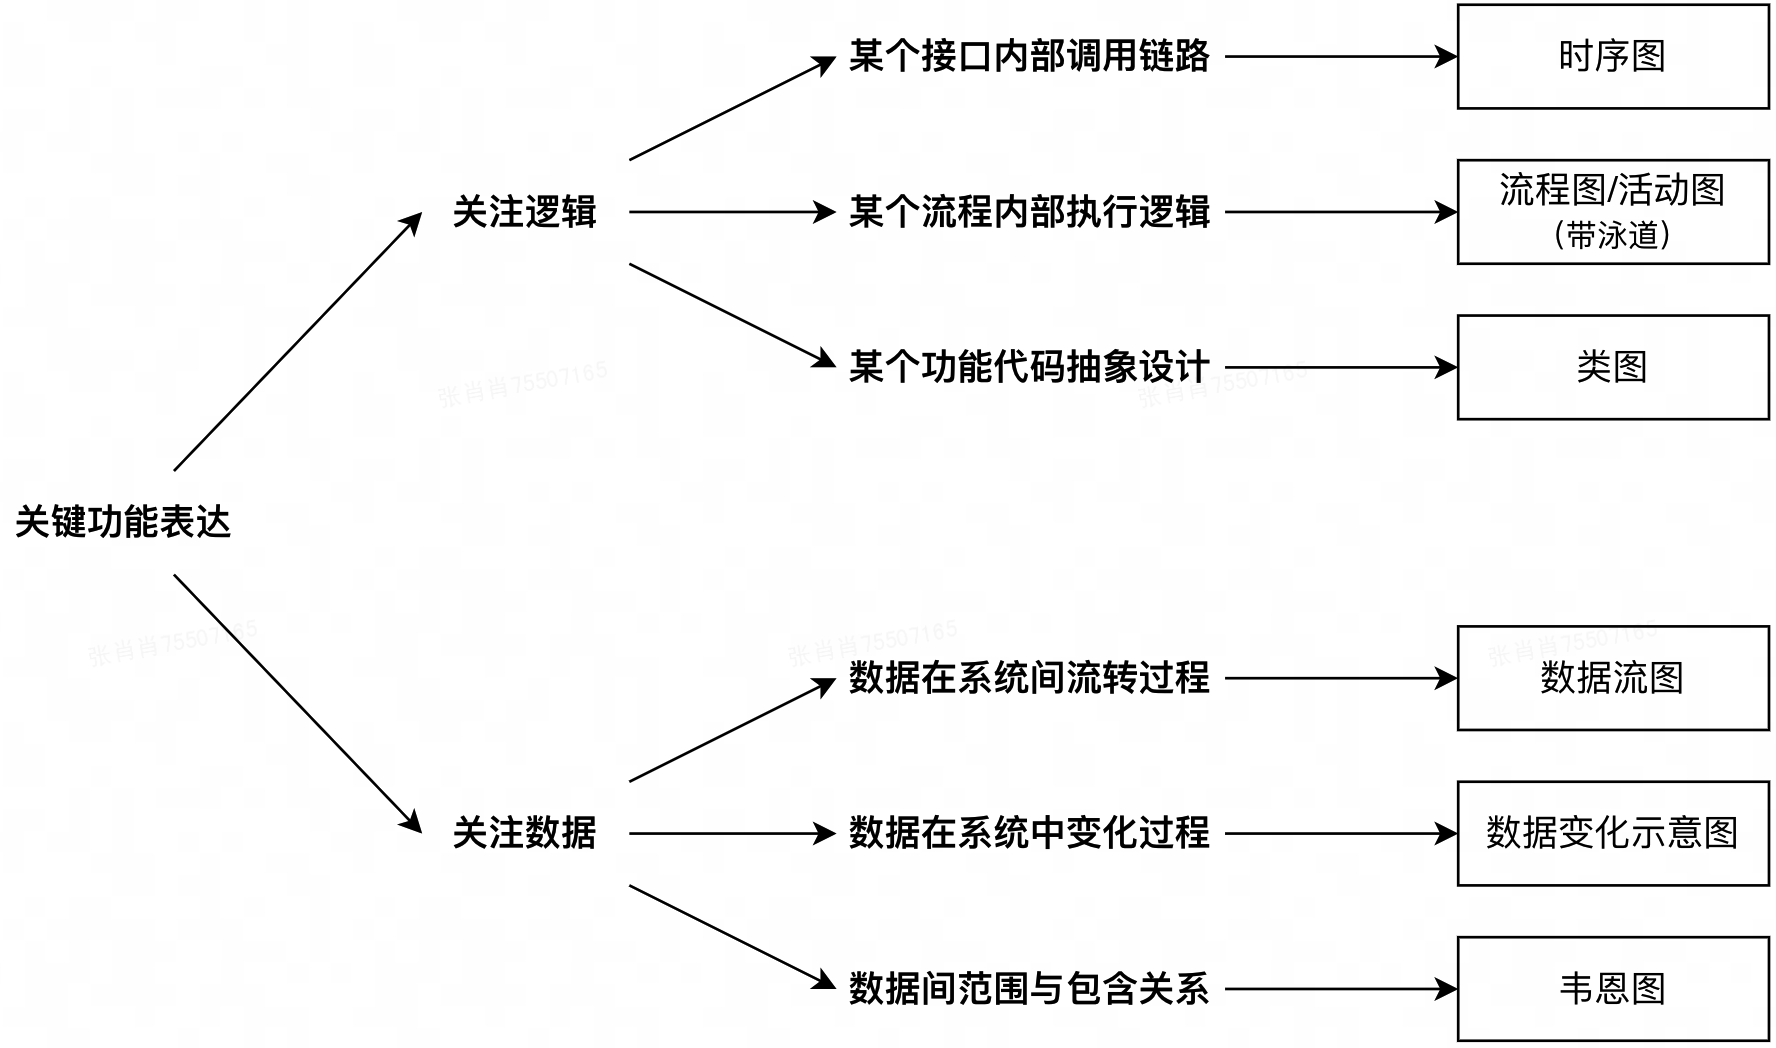 某个接口内部调用链路
时序图
关注逻辑
某个流程内部执行逻辑
流程图/活动图
(带泳道)
某个功能代码抽象设计
类图
张肖肖75507165
张肖肖75507165
关键功能表达
张肖肖75507165
张肖肖75507165
张肖肖75507165
数据在系统间流转过程
数据流图
关注数据
数据在系统中变化过程
数据变化示意图
数据间范围与包含关系
韦恩图